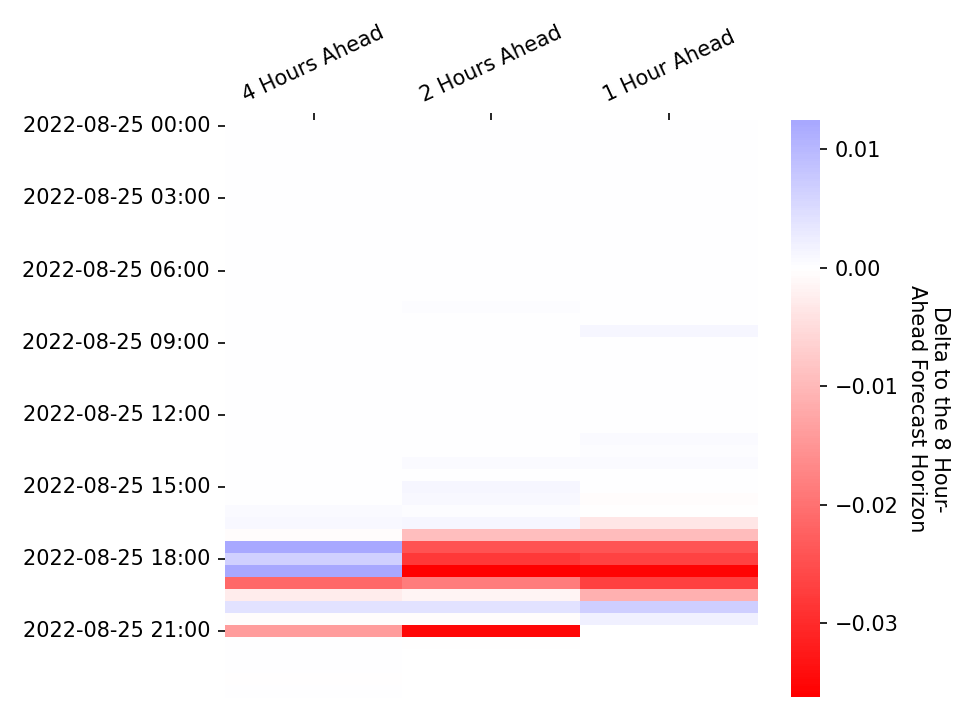 4 Hours Ahead
2 Hours Ahead
1 Hour Ahead
2022-08-25 00:00
2022-08-25 03:00
2022-08-25 06:00
2022-08-25 09:00
2022-08-25 12:00
2022-08-25 15:00
2022-08-25 18:00
2022-08-25 21:00
0.01
0.00
−0.01
−0.02
−0.03
Delta to the 8 Hour-
Ahead Forecast Horizon